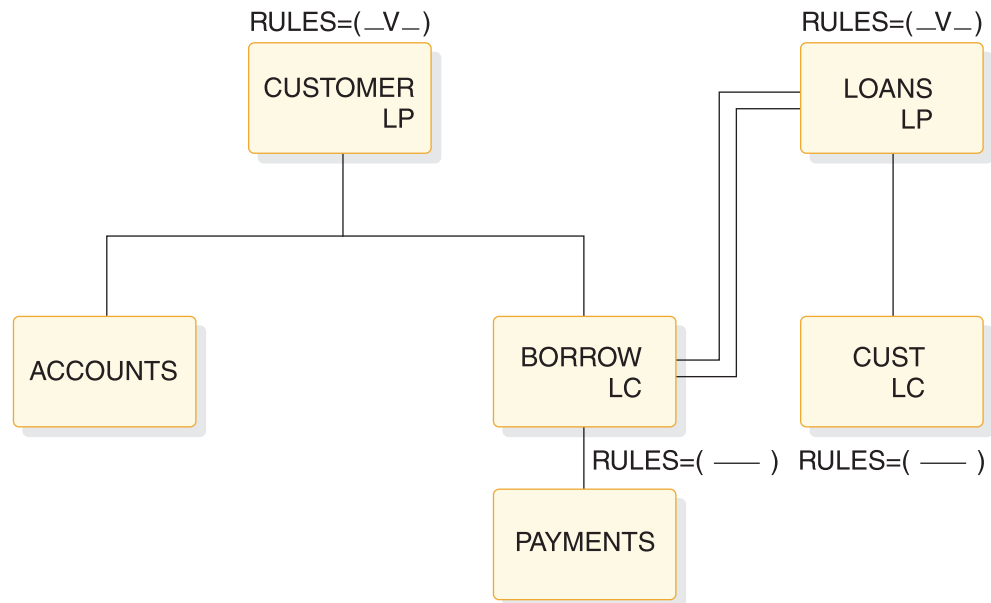 RULES=( _V_ )
RULES=( _V_ )
CUSTOMER
LP
LOANS
LP
ACCOUNTS
BORROW
LC
CUST
LC
RULES=( ___ )
RULES=( ___ )
PAYMENTS